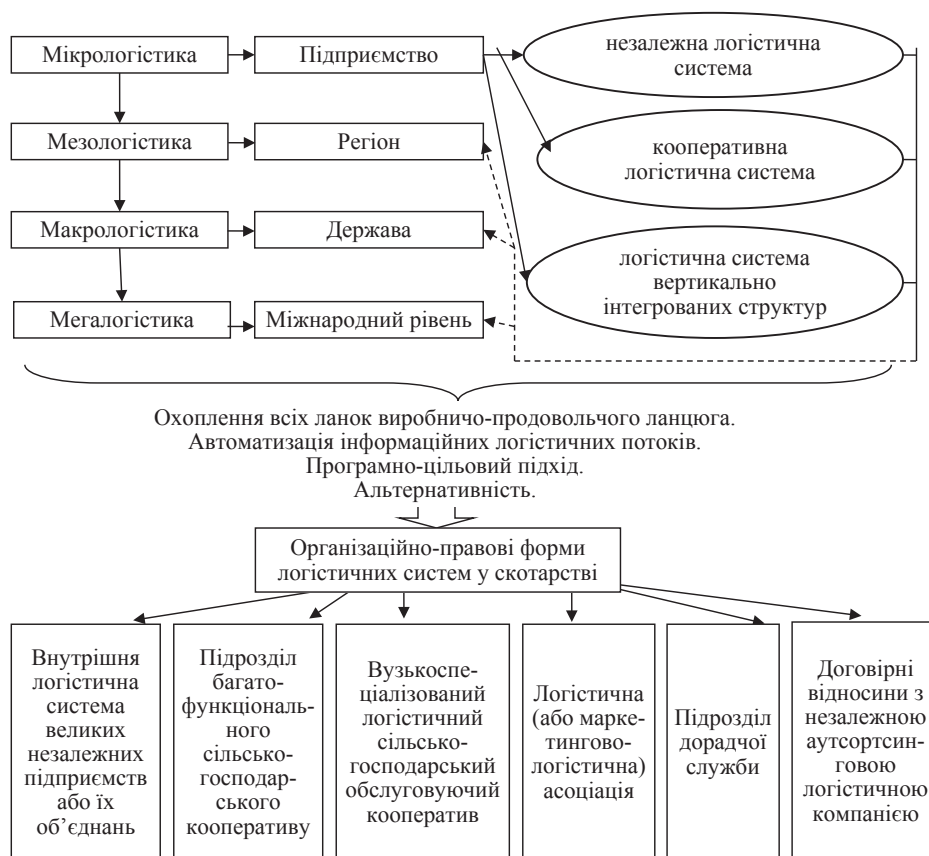 Мікрологістика
Підприємство
незалежна логістична
система
Мезологістика
Регіон
кооперативна
логістична система
Макрологістика
Держава
логістична система
вертикально
інтегрованих структур
Мегалогістика
Міжнародний рівень
Охоплення всіх ланок виробничо-продовольчого ланцюга.
Автоматизація інформаційних логістичних потоків.
Програмно-цільовий підхід.
Альтернативність.
Організаційно-правові форми
логістичних систем у скотарстві
Внутрішня
логістична
система
великих
незалежних
підприємств
або їх
об’єднань
Підрозділ
багато-
функціонально-
го
сільсько-
господар-
ського
кооперативу
Вузькоспе-
ціалізований
логістичний
сільсько-
господарський
обслуговуючий
кооператив
Логістична
(або марке-
тингово-
логістична)
асоціація
Підрозділ
дорадчої
служби
Договірні
відносини з
незалежною
аутсортсин-
говою
логістичною
компанією